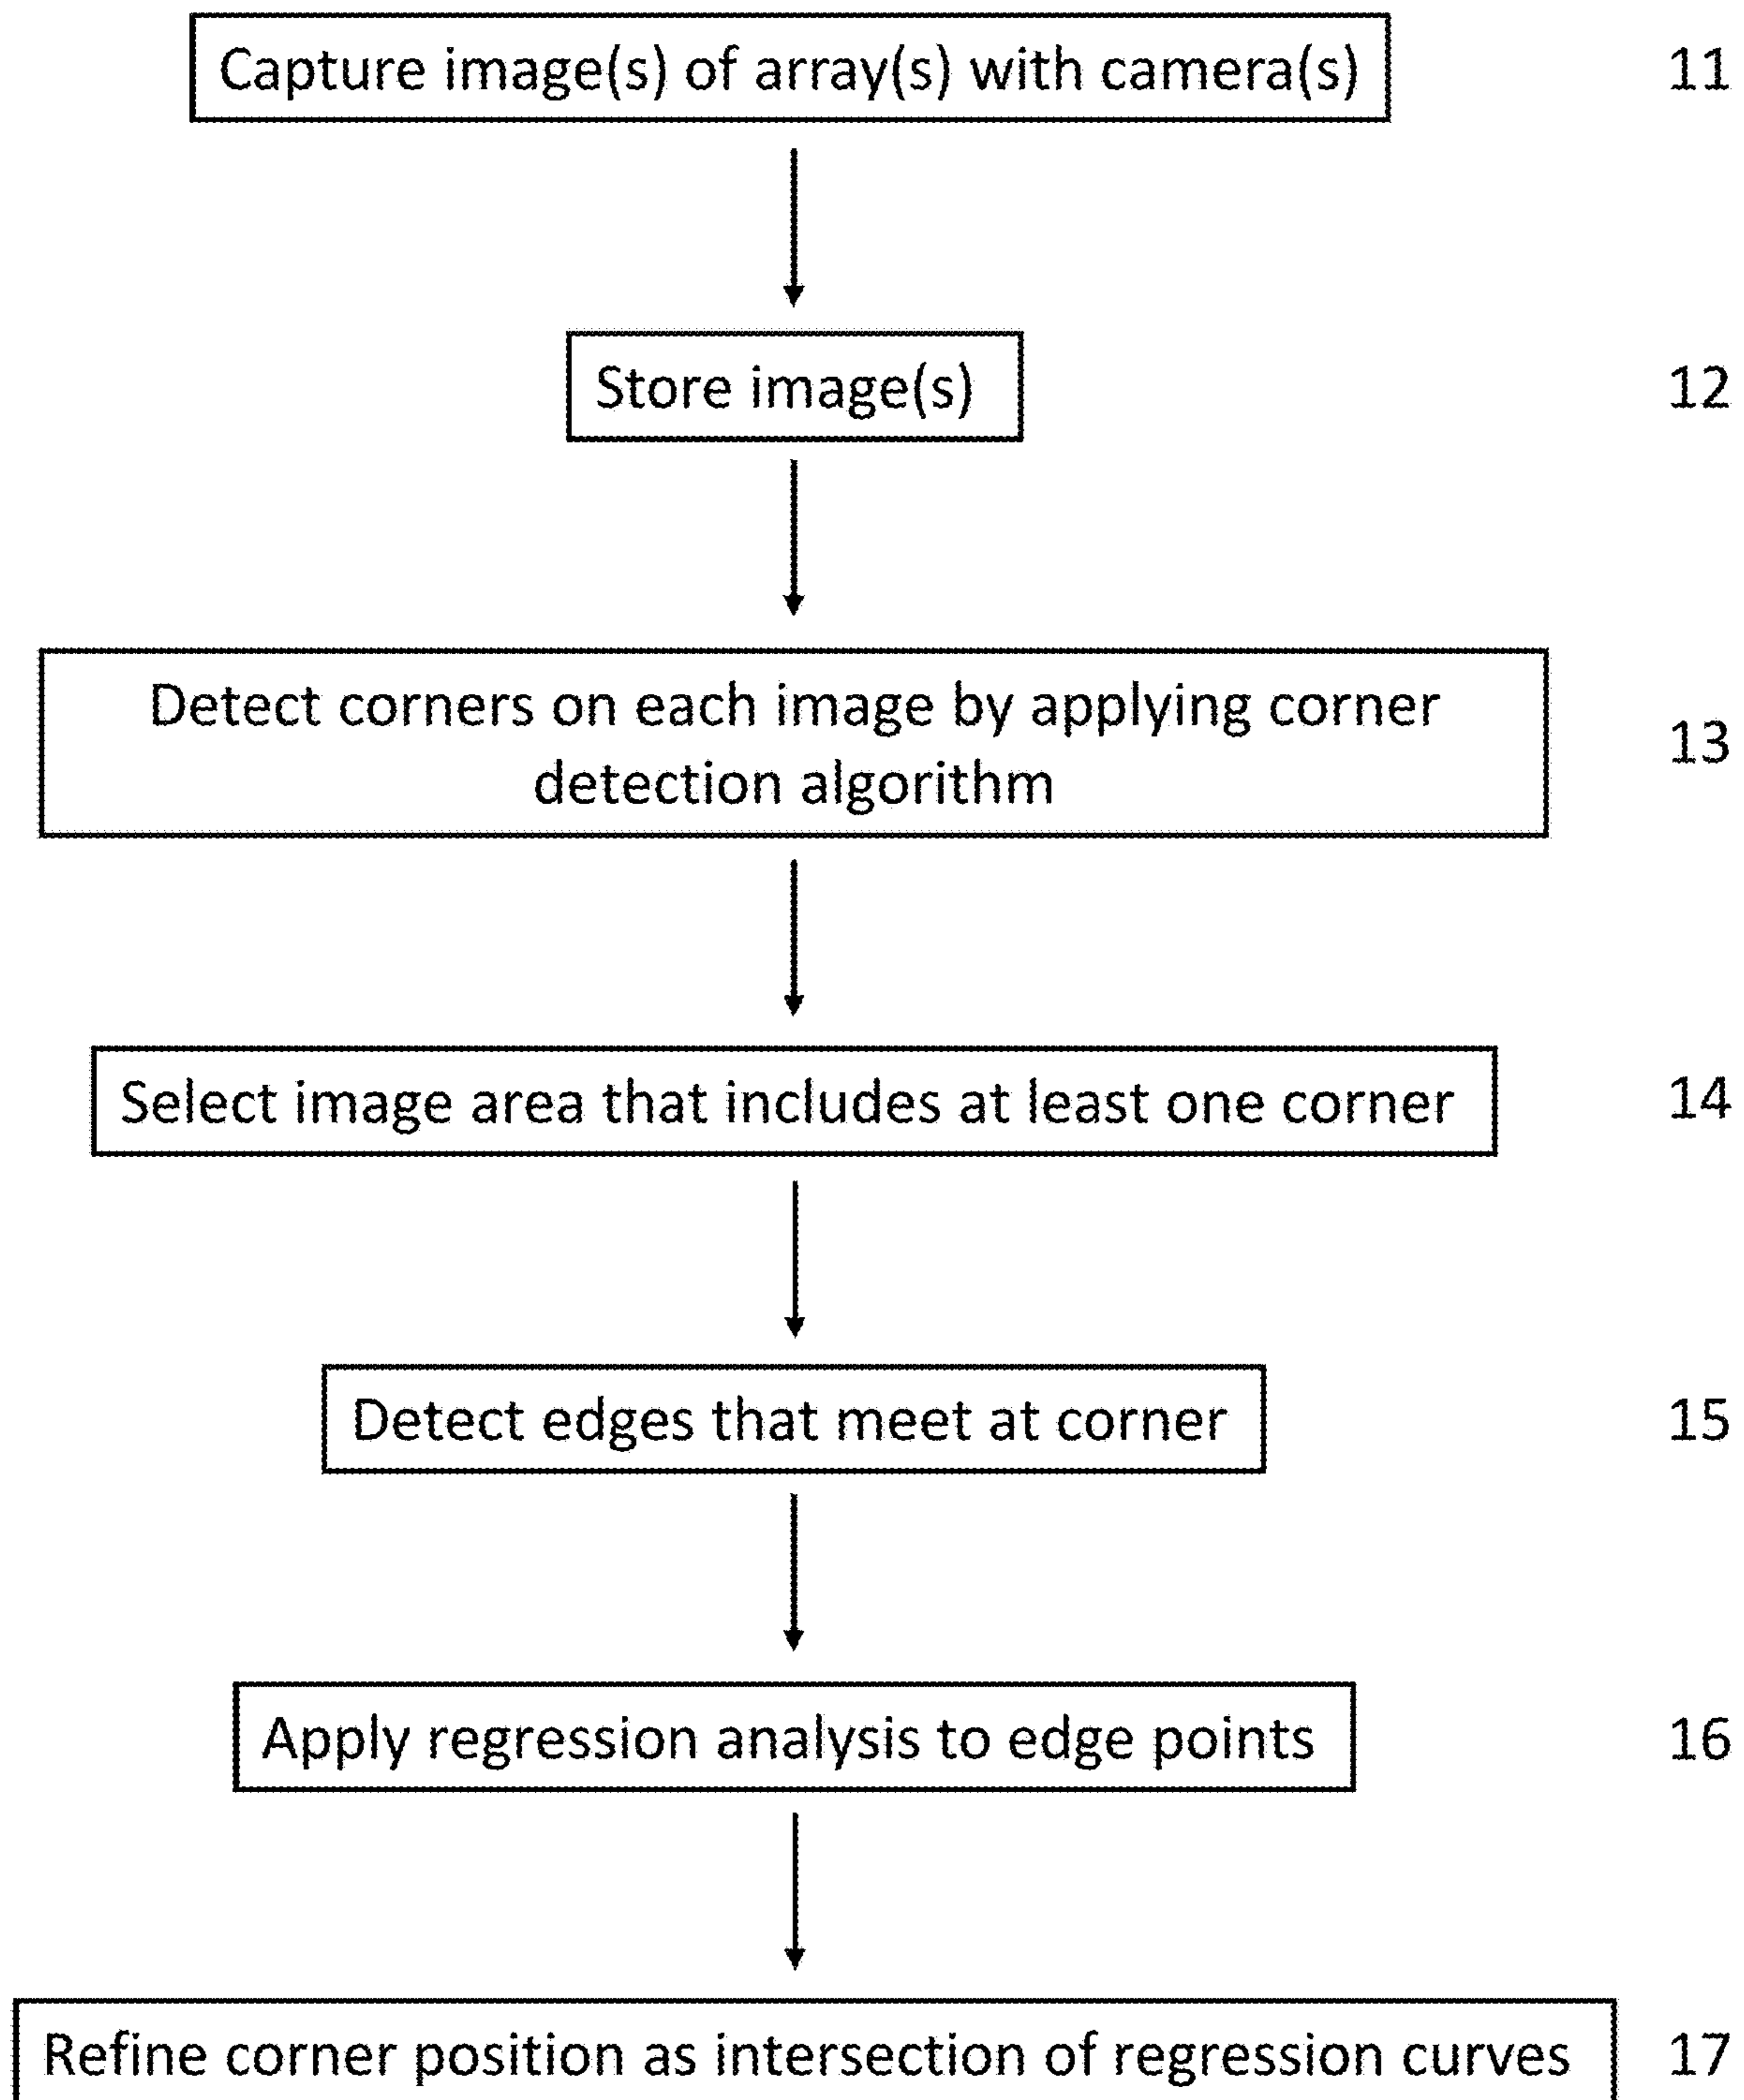 Capture image(s) of array(s) with camera(s) 11
Store image(s) 12
Detect corners on each image by applying corner
detection algorithm
13
Select image area that includes at least one corner 14
Detect edges that meet at corner 15
Apply regression analysis to edge points 16
Refine corner position as intersection of regression curves 17